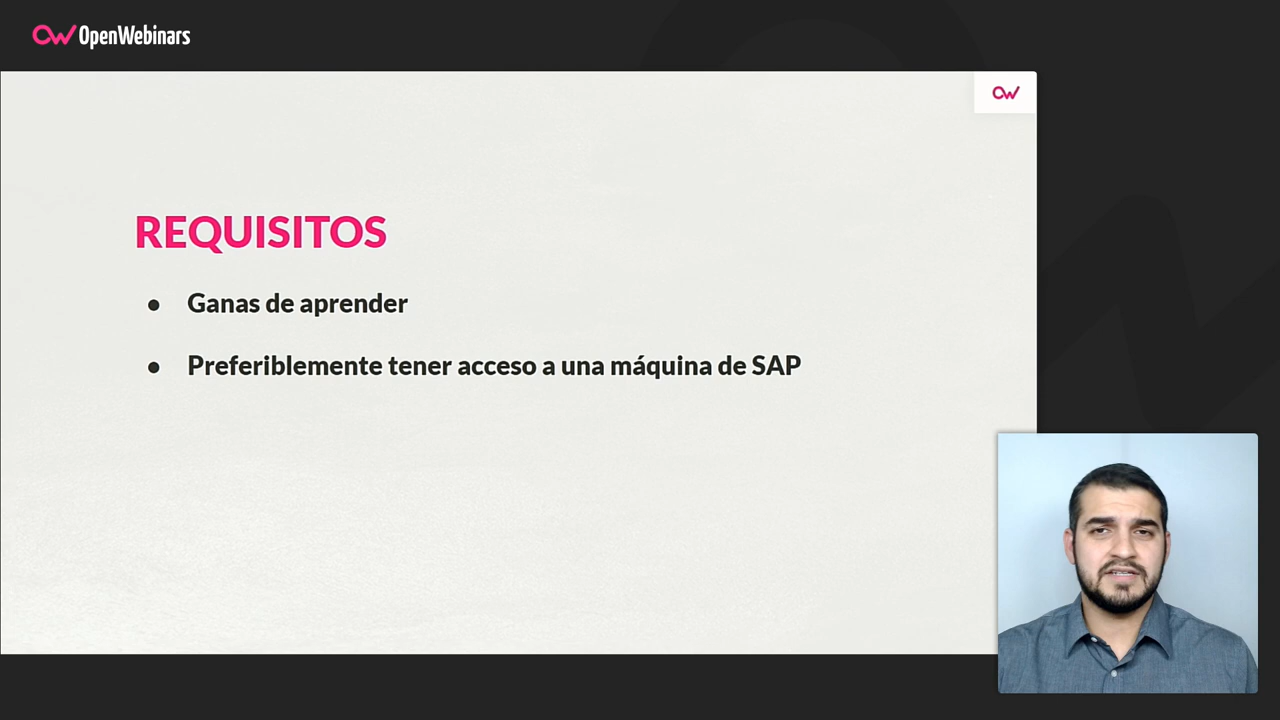 OpenWebinars
REQUISITOS
Ganas de aprender
Preferiblemente tener acceso a una máquina de SAP